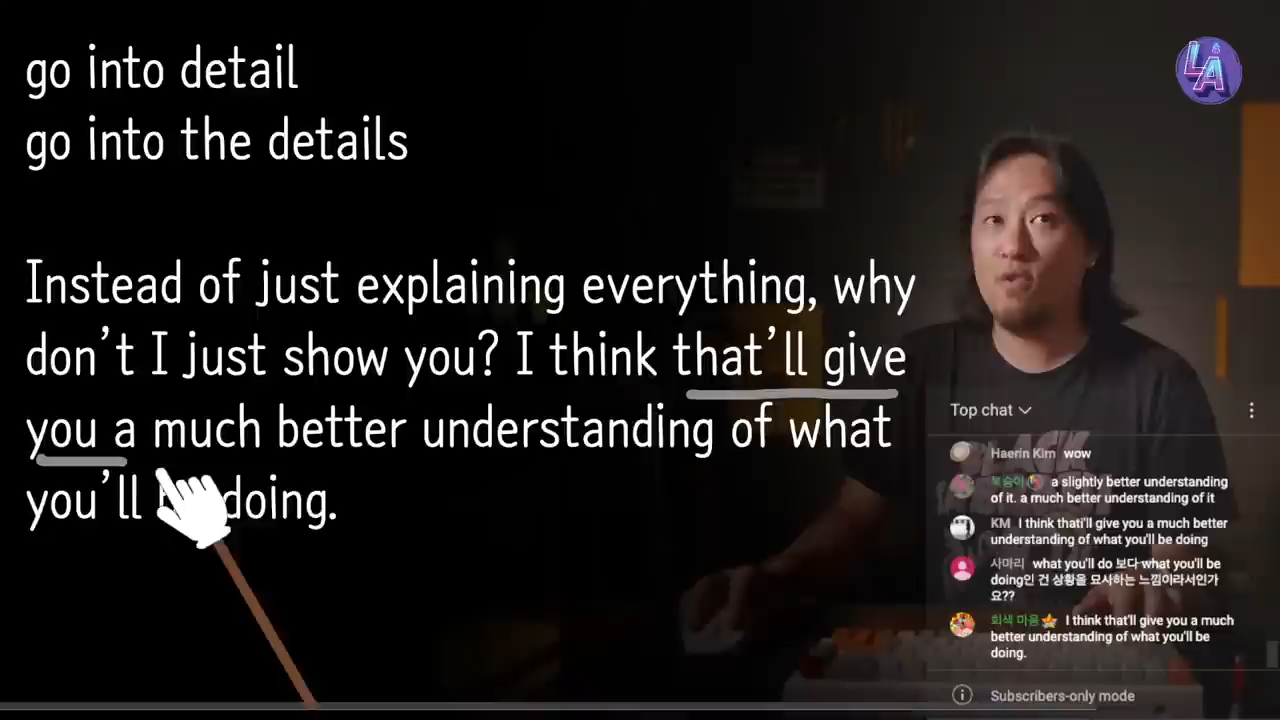 go into detail
go into the details
LA
Instead of just explaining everything, why
don't I just show you? I think that'll give
you a much better understanding of what
you'll doing.
Top chat
Haerin Kim wow
복숭이 a slightly better understanding
of it. a much better understanding of it
KM I think thati'll give you a much better
understanding of what you'll be doing
사마리 what you'll do 보다 what you'll be
doing인 건 상황을 묘사하는 느낌이라서인가
요??
회색 마음 I think that'll give you a much
better understanding of what you'll be
doing.
Subscribers-only mode